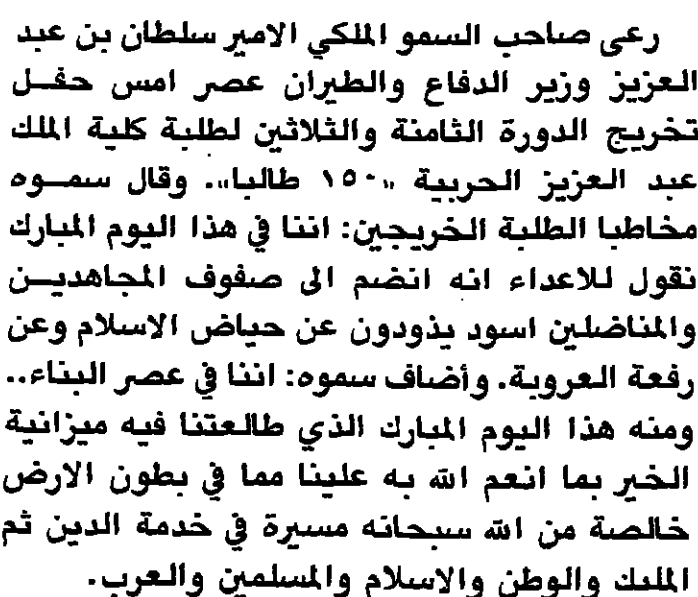 رعى صاحب السمو الملكي الامير سلطان بن عبد
العزيز وزير الدفاع والطيران عصر امس حفـل
تخريج الدورة الثامنة والثلاثين لطلبة كلية الملك
عبد العزيز الحربية «١٥٠ طالبا». وقال سمـوه
مخاطبا الطلبة الخريجين: اننا في هذا اليوم المبارك
نقول للاعداء انه انضم الى صفوف المجاهديـن
والمناضلين اسود يذودون عن حياض الاسلام وعن
رفعة العروبة. وأضاف سموه: اننا في عصر البناء..
ومنه هذا اليوم المبارك الذي طالعتنا فيه ميزانية
الخير بما انعم الله به علينا مما في بطون الارض
خالصة من الله سبحانه مسيرة في خدمة الدين ثم
المليك والوطن والاسلام والمسلمين والعرب.